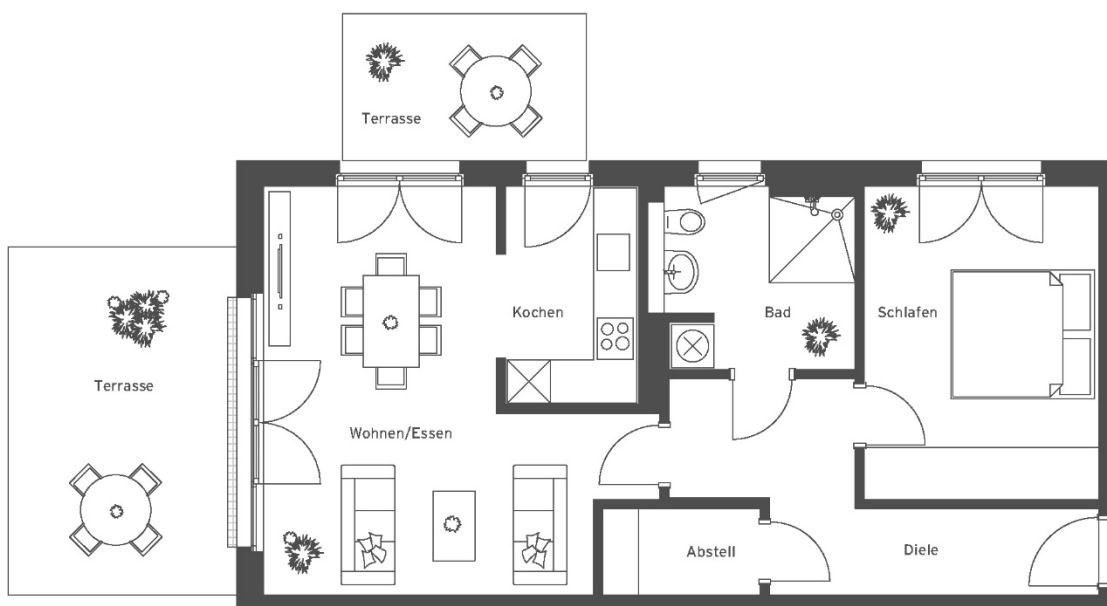 Terrasse
Kochen
Bad
Schlafen
Terrasse
Wohnen/Essen
Abstell
Diele